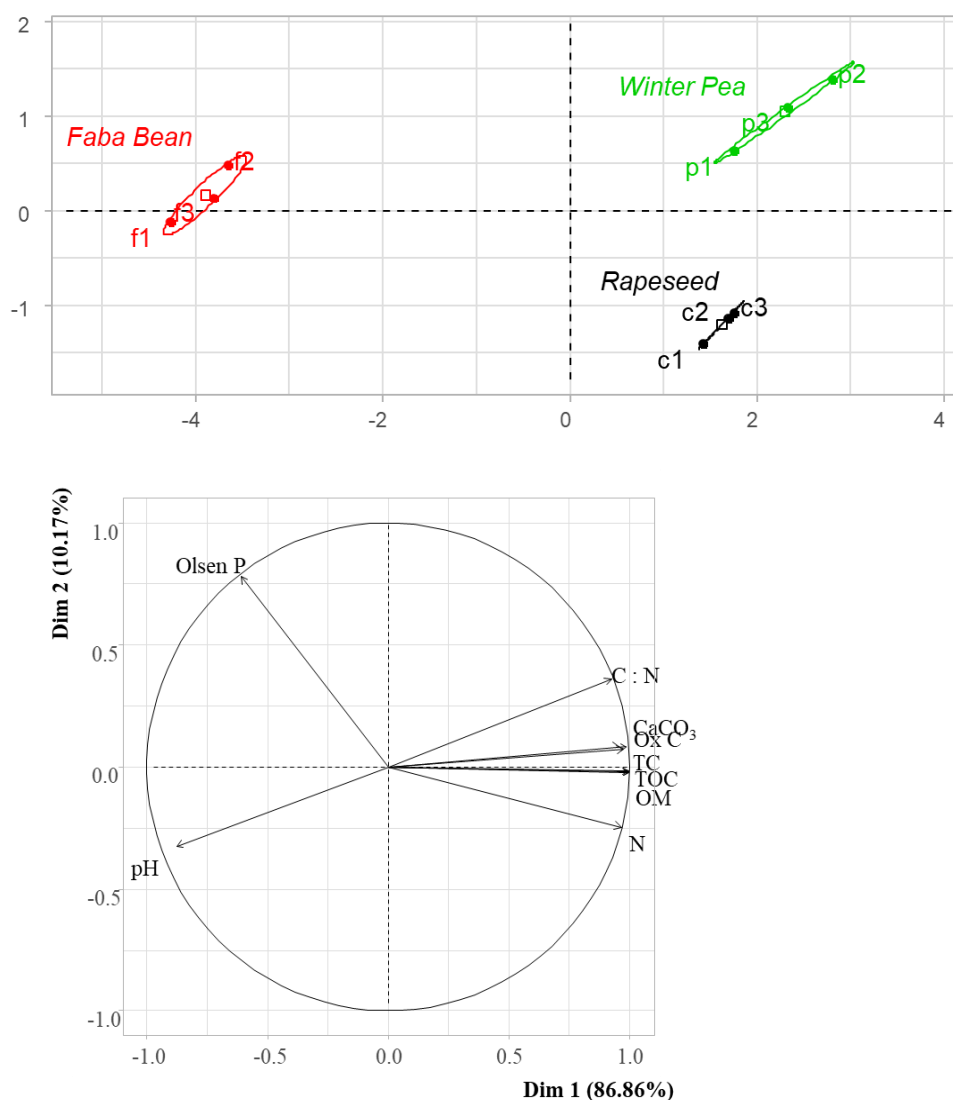 2
Winter Pea
p2
1
p3
Faba Bean
f2
p1
0
f3
f1
Rapeseed
-1
c2
c3
c1
-4
-2
0
2
4
Dim 2 (10.17%)
1.0
Olsen P
0.5
C : N
CaCO₃
Ox C
0.0
TC
TOC
OM
N
pH
-0.5
-1.0
-1.0
-0.5
0.0
0.5
1.0
Dim 1 (86.86%)